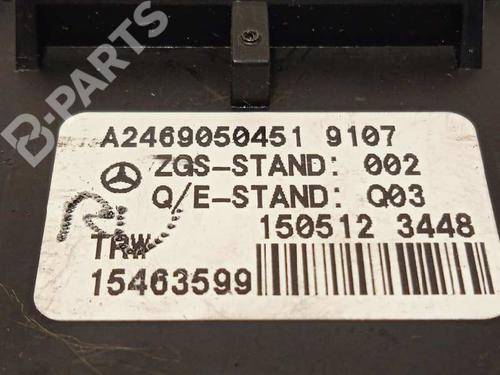 B-PARTS
A2469050451 9107
ZGS-STAND: 002
Q/E-STAND: Q03
150512 3448
TRW
15463599